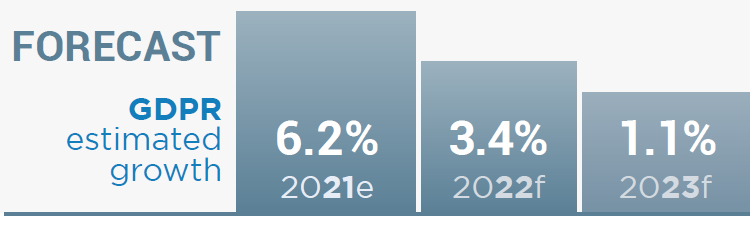 FORECAST
GDPR
estimated
growth
6.2%
2021e
3.4%
2022f
1.1%
2023f